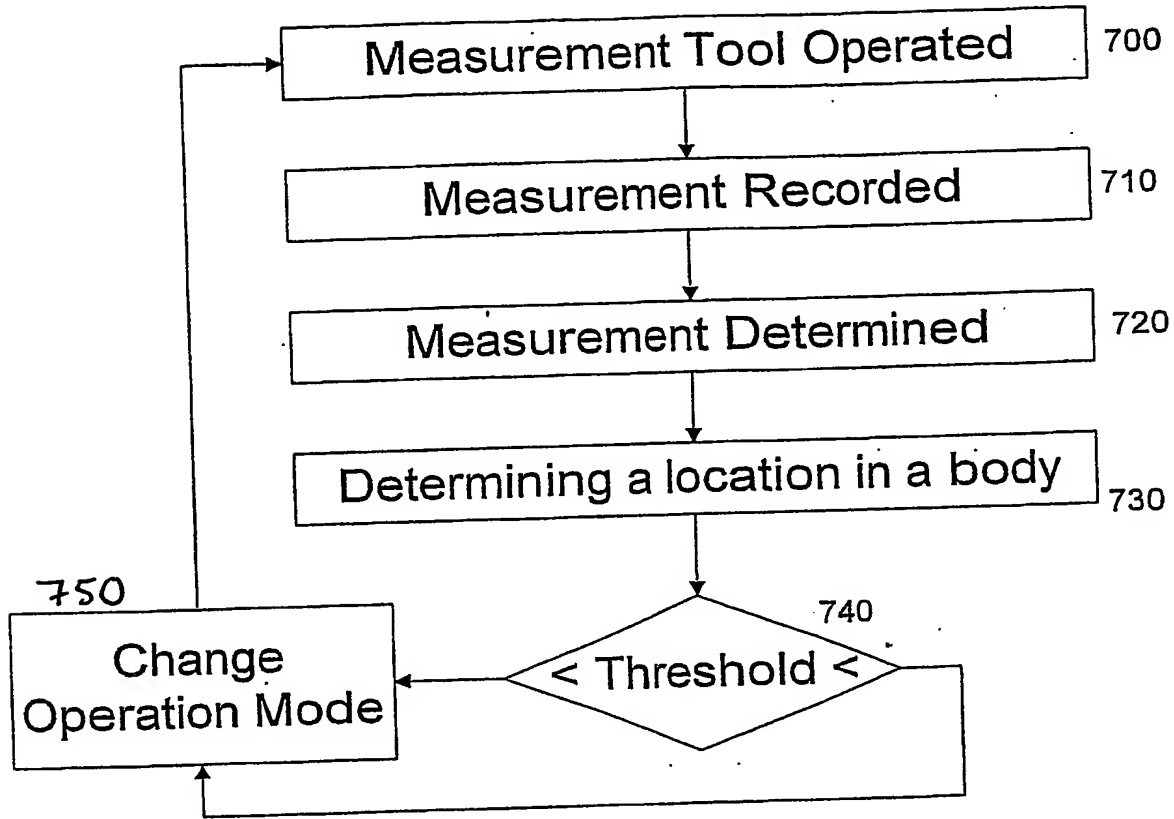 Measurement Tool Operated 700
Measurement Recorded 710
Measurement Determined 720
Determining a location in a body 730
750
740
Change
Operation Mode
< Threshold <